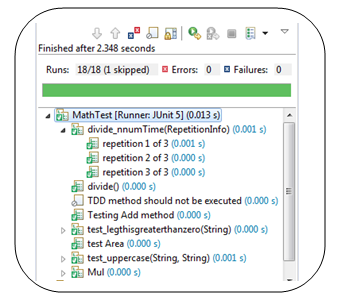 Finished after 2.348 seconds
Runs: 18/18 (1 skipped) Errors: 0 Failures: 0
MathTest [Runner: JUnit 5] (0.013 s)
divide_nnumTime(RepetitionInfo) (0.001 s)
repetition 1 of 3 (0.001 s)
repetition 2 of 3 (0.000 s)
repetition 3 of 3 (0.000 s)
divide() (0.000 s)
TDD method should not be executed (0.000 s)
Testing Add method (0.000 s)
test_legthisgreaterthanzero(String) (0.000 s)
test Area (0.000 s)
test_uppercase(String, String) (0.001 s)
Mul (0.000 s)